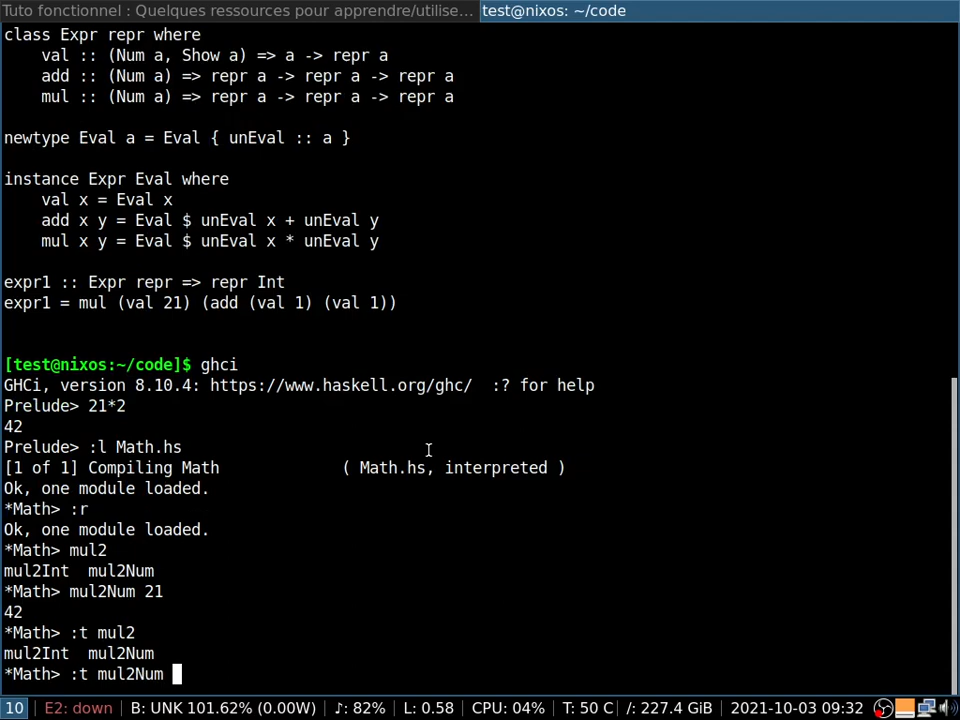 Tuto fonctionnel : Quelques ressources pour apprendre/utilise... test@nixos: ~/code
class Expr repr where
    val :: (Num a, Show a) => a -> repr a
    add :: (Num a) => repr a -> repr a -> repr a
    mul :: (Num a) => repr a -> repr a -> repr a
newtype Eval a = Eval { unEval :: a }
instance Expr Eval where
    val x = Eval x
    add x y = Eval $ unEval x + unEval y
    mul x y = Eval $ unEval x * unEval y
expr1 :: Expr repr => repr Int
expr1 = mul (val 21) (add (val 1) (val 1))
[test@nixos:~/code]$ ghci
GHCi, version 8.10.4: https://www.haskell.org/ghc/  :? for help
Prelude> 21*2
42
Prelude> :l Math.hs
[1 of 1] Compiling Math             ( Math.hs, interpreted )
Ok, one module loaded.
*Math> :r
Ok, one module loaded.
*Math> mul2
mul2Int  mul2Num
*Math> mul2Num 21
42
*Math> :t mul2
mul2Int  mul2Num
*Math> :t mul2Num
10 | E2: down | B: UNK 101.62% (0.00W) | ♪: 82% | L: 0.58 | CPU: 04% | T: 50 C | /: 227.4 GiB | 2021-10-03 09:32